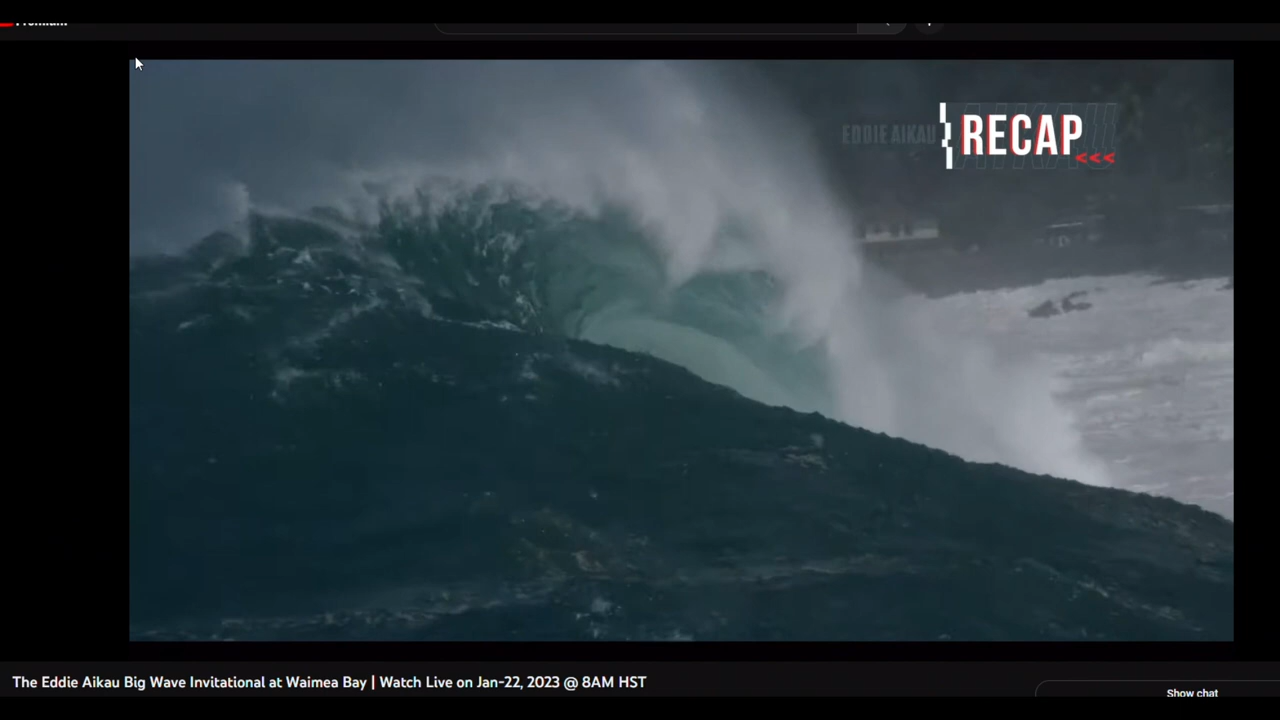 Premium
EDDIE AIKAU
RECAP
<<<
The Eddie Aikau Big Wave Invitational at Waimea Bay | Watch Live on Jan-22, 2023 @ 8AM HST
Show chat